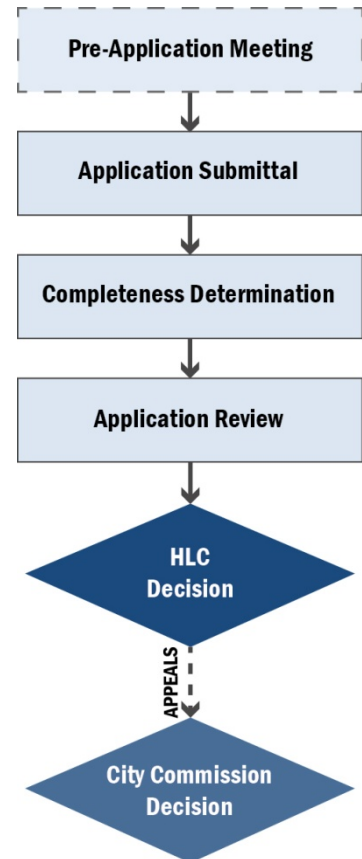 Pre-Application Meeting
Application Submittal
Completeness Determination
Application Review
HLC
Decision
APPEALS
City Commission
Decision